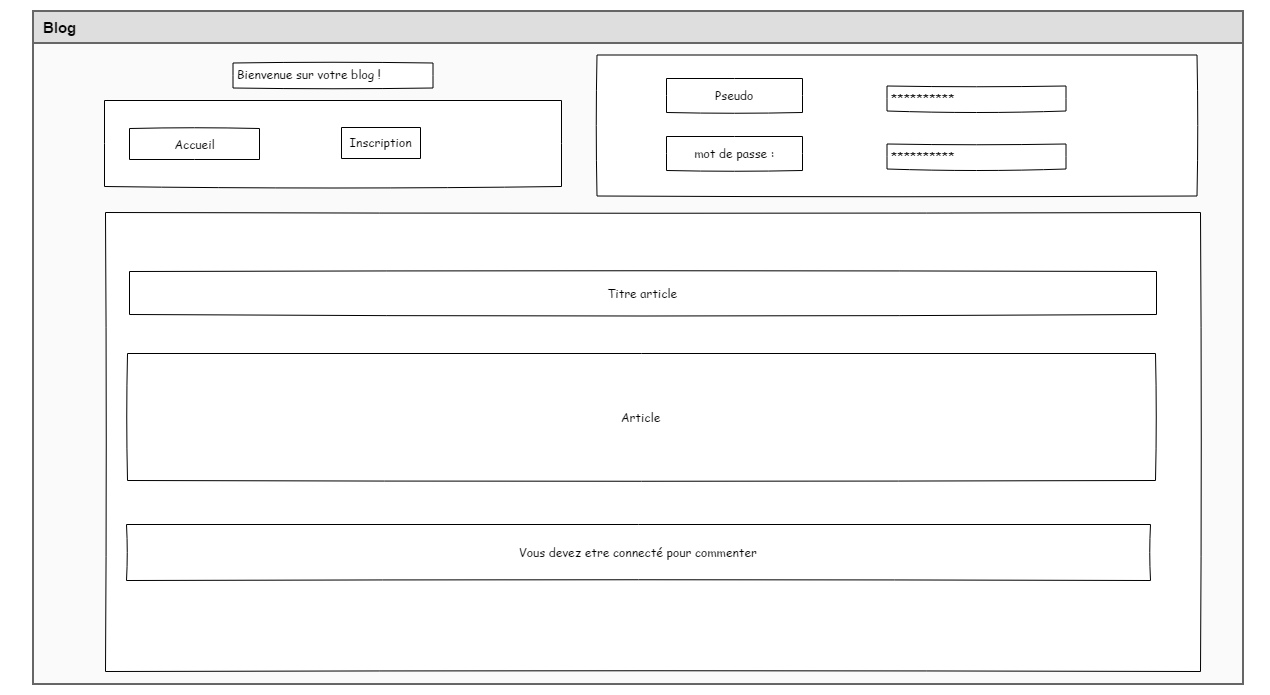 Blog
Bienvenue sur votre blog !
Accueil
Inscription
Pseudo
**********
mot de passe :
**********
Titre article
Article
Vous devez etre connecté pour commenter